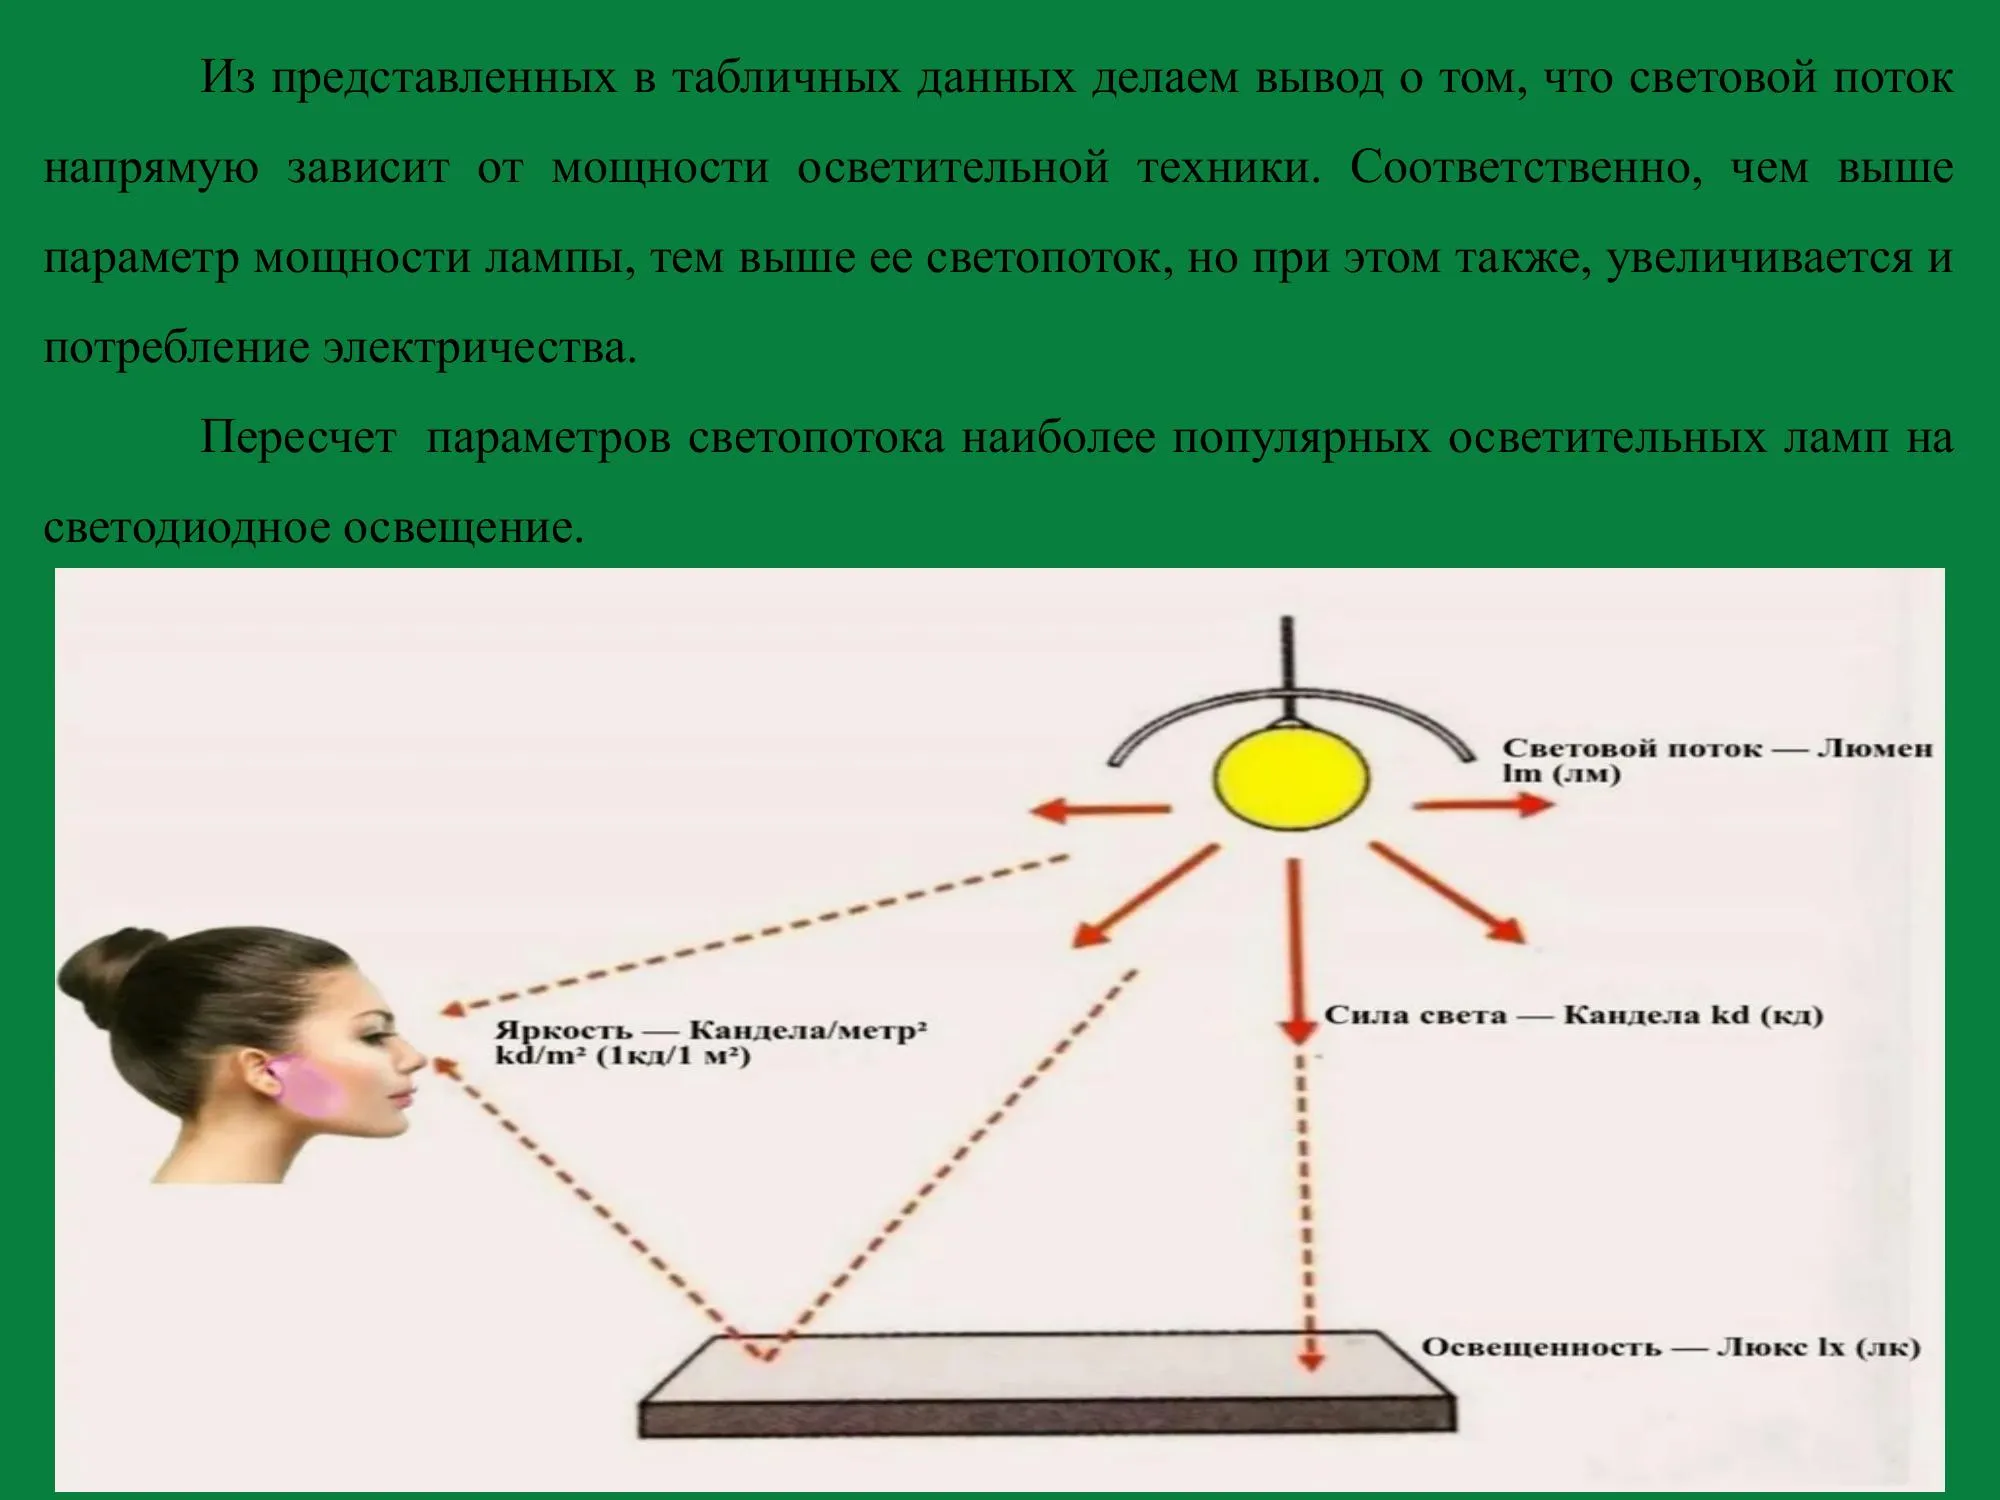 Из представленных в табличных данных делаем вывод о том, что световой поток
напрямую зависит от мощности осветительной техники. Соответственно, чем выше
параметр мощности лампы, тем выше ее светопоток, но при этом также, увеличивается и
потребление электричества.
Пересчет параметров светопотока наиболее популярных осветительных ламп на
светодиодное освещение.
Световой поток — Люмен
lm (лм)
Яркость — Кандела/метр²
kd/m² (1кд/1 м²)
Сила света — Кандела kd (кд)
Освещенность — Люкс lx (лк)